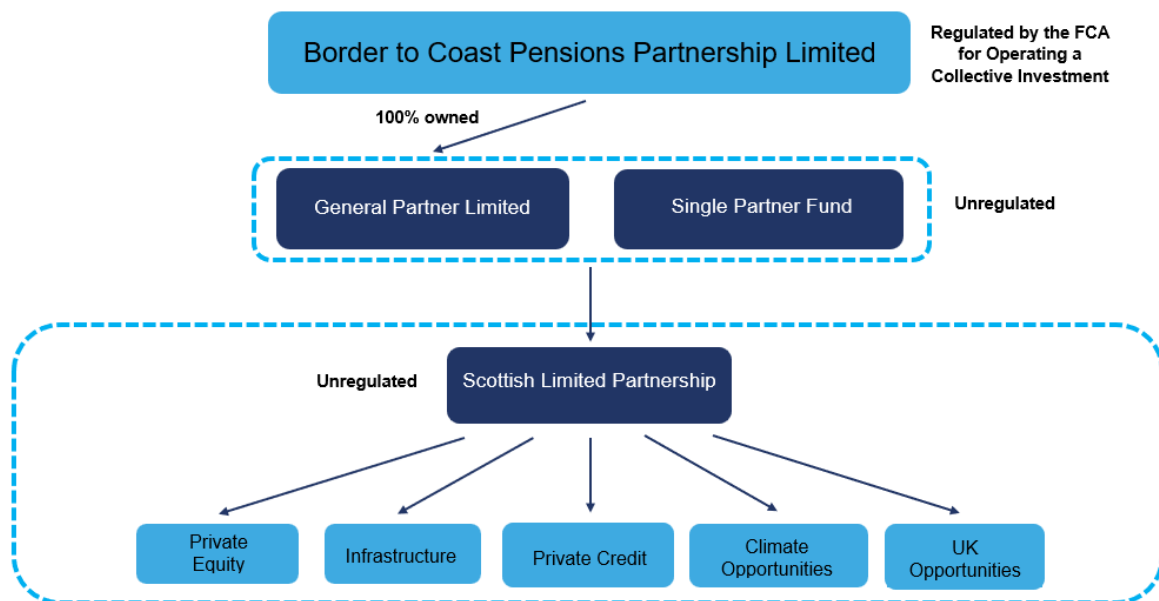 Border to Coast Pensions Partnership Limited
Regulated by the FCA
for Operating a
Collective Investment
100% owned
General Partner Limited
Single Partner Fund
Unregulated
Unregulated
Scottish Limited Partnership
Private
Equity
Infrastructure
Private Credit
Climate
Opportunities
UK
Opportunities